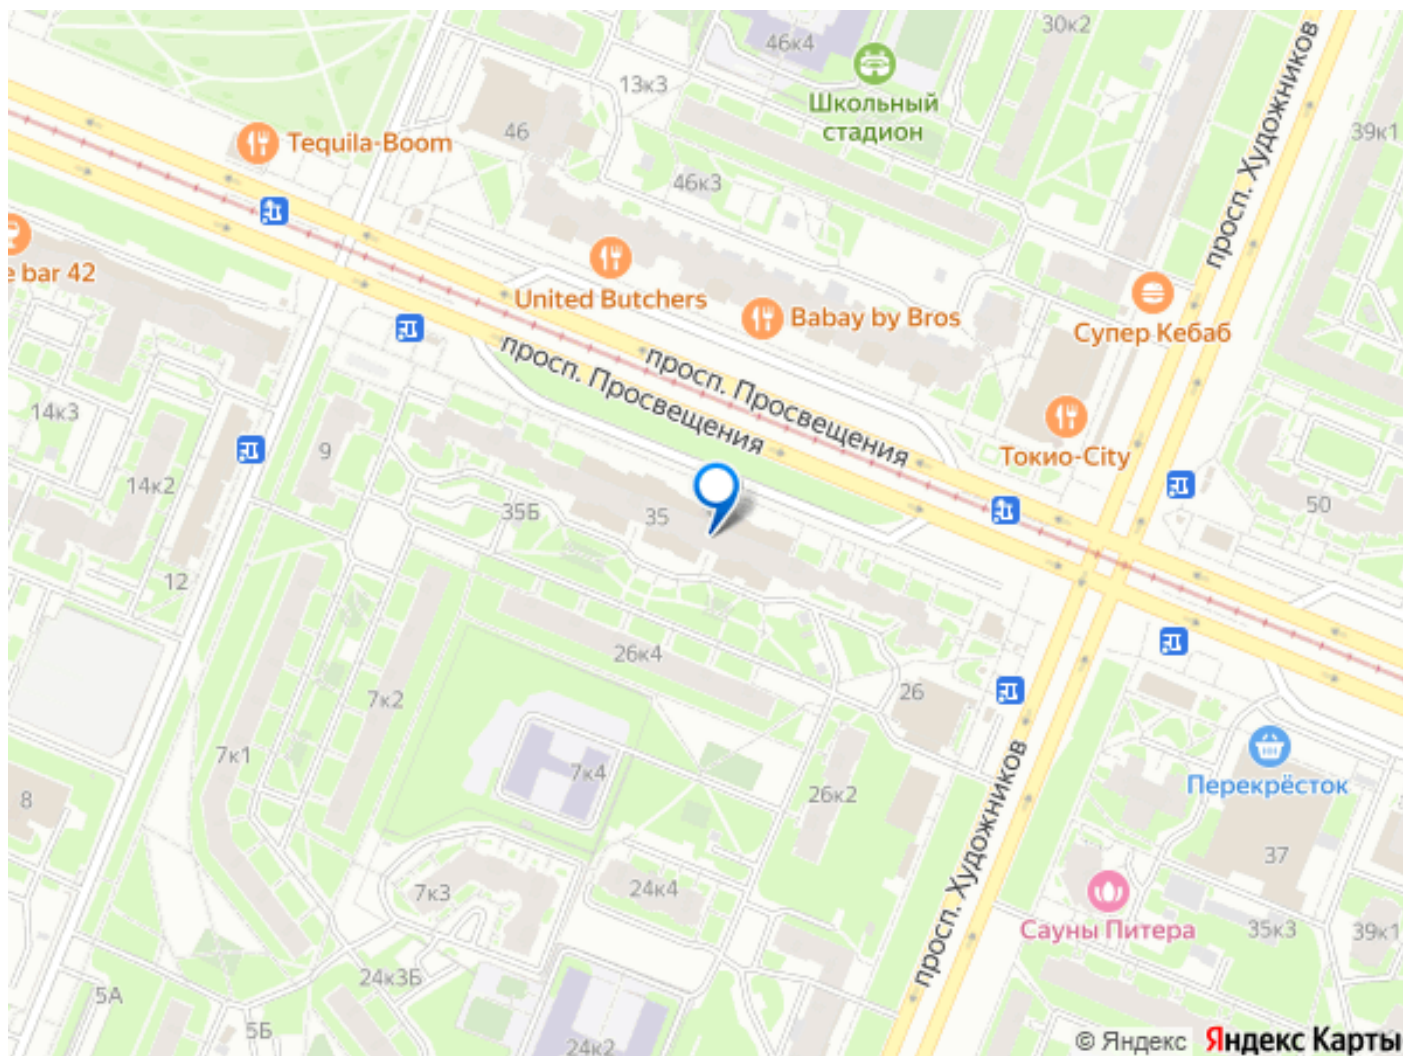 30к2
46к4
Школьный
стадион
13к3
просп. Художников
39к1
Tequila-Boom
46
46к3
e bar 42
United Butchers
Babay by Bros
Супер Кебаб
просп. Просвещения
просп. Просвещения
14к3
9
Токио-City
14к2
35Б
35
50
12
26к4
7к2
26
7к1
7к4
26к2
Перекрёсток
8
просп. Художников
37
7к3
24к4
Сауны Питера
35к3
39к1
24к3Б
5А
5Б
24к2
© Яндекс Яндекс Карты